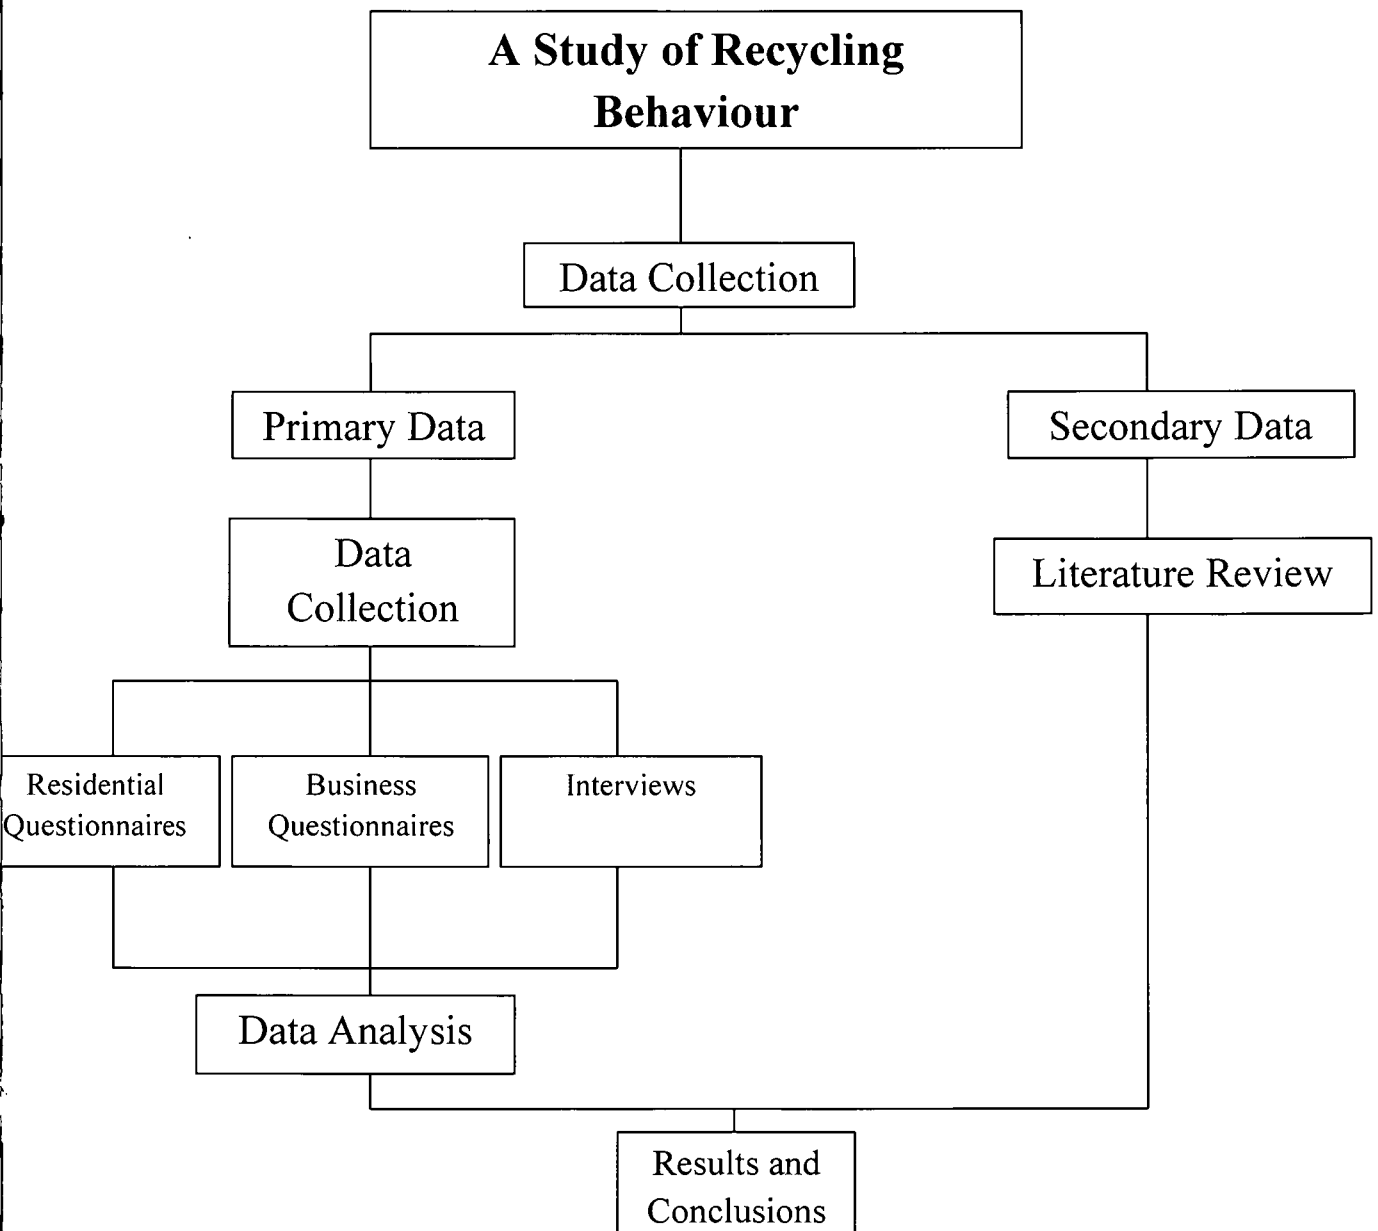 A Study of Recycling
Behaviour
Data Collection
Primary Data
Secondary Data
Data
Collection
Literature Review
Residential
Questionnaires
Business
Questionnaires
Interviews
Data Analysis
Results and
Conclusions